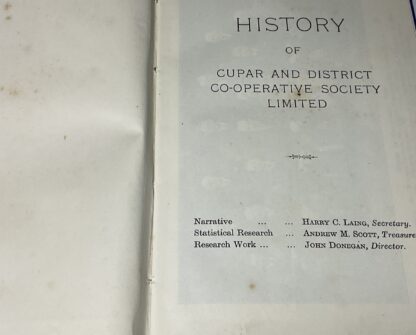 HISTORY
OF
CUPAR AND DISTRICT
CO-OPERATIVE SOCIETY
LIMITED
Narrative ... ... HARRY C. LAING, Secretary.
Statistical Research ... ANDREW M. SCOTT, Treasure
Research Work ... ... JOHN DONEGAN, Director.